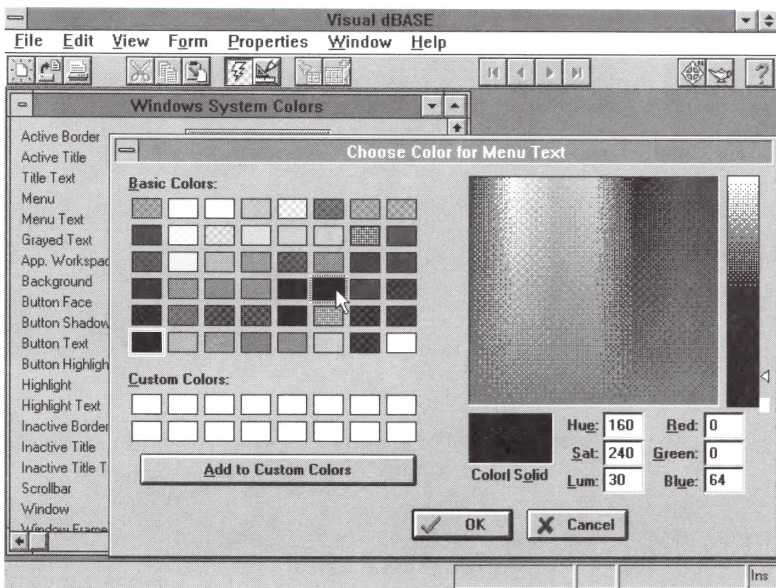 Visual dBASE
File Edit View Form Properties Window Help
?
Windows System Colors
Active Border
Active Title
Title Text
Menu
Menu Text
Grayed Text
App. Workspac
Background
Button Face
Button Shadow
Button Text
Button Highligh
Highlight
Highlight Text
Inactive Border
Inactive Title
Inactive Title T
Scrollbar
Window
Window Frame
Choose Color for Menu Text
Basic Colors:
Custom Colors:
Add to Custom Colors
Color|Solid
Hue: 160 Red: 0
Sat: 240 Green: 0
Lum: 30 Blue: 64
OK Cancel
Ins